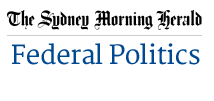 The Sydney Morning Herald
Federal Politics